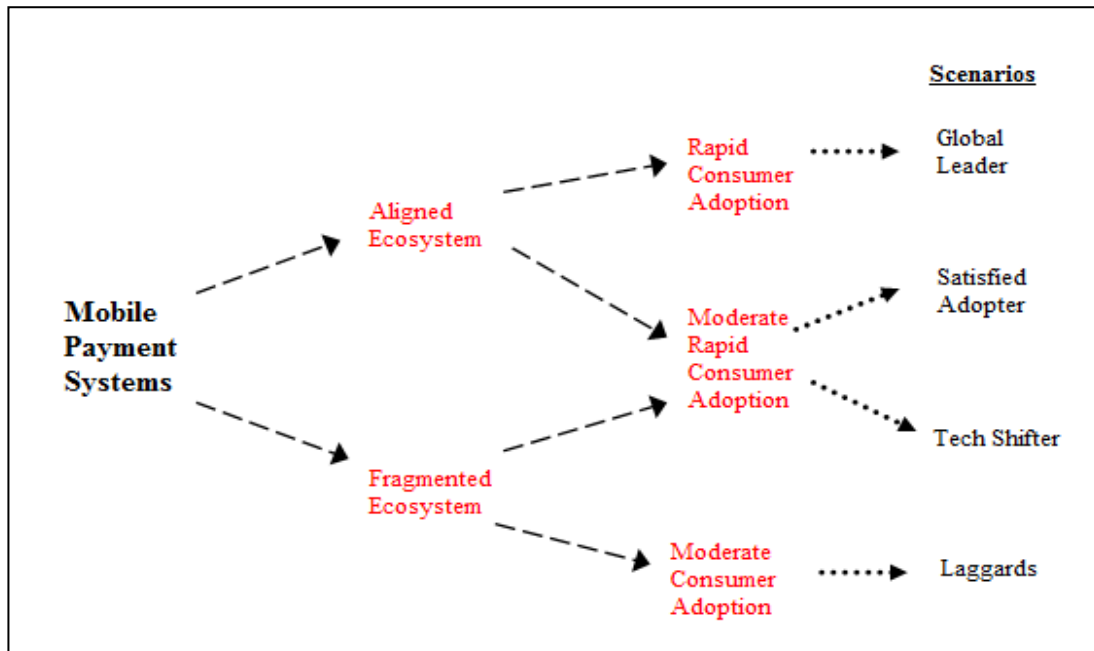 Scenarios
Rapid
Consumer
Adoption
Global
Leader
Aligned
Ecosystem
Mobile
Payment
Systems
Moderate
Rapid
Consumer
Adoption
Satisfied
Adopter
Tech Shifter
Fragmented
Ecosystem
Moderate
Consumer
Adoption
Laggards